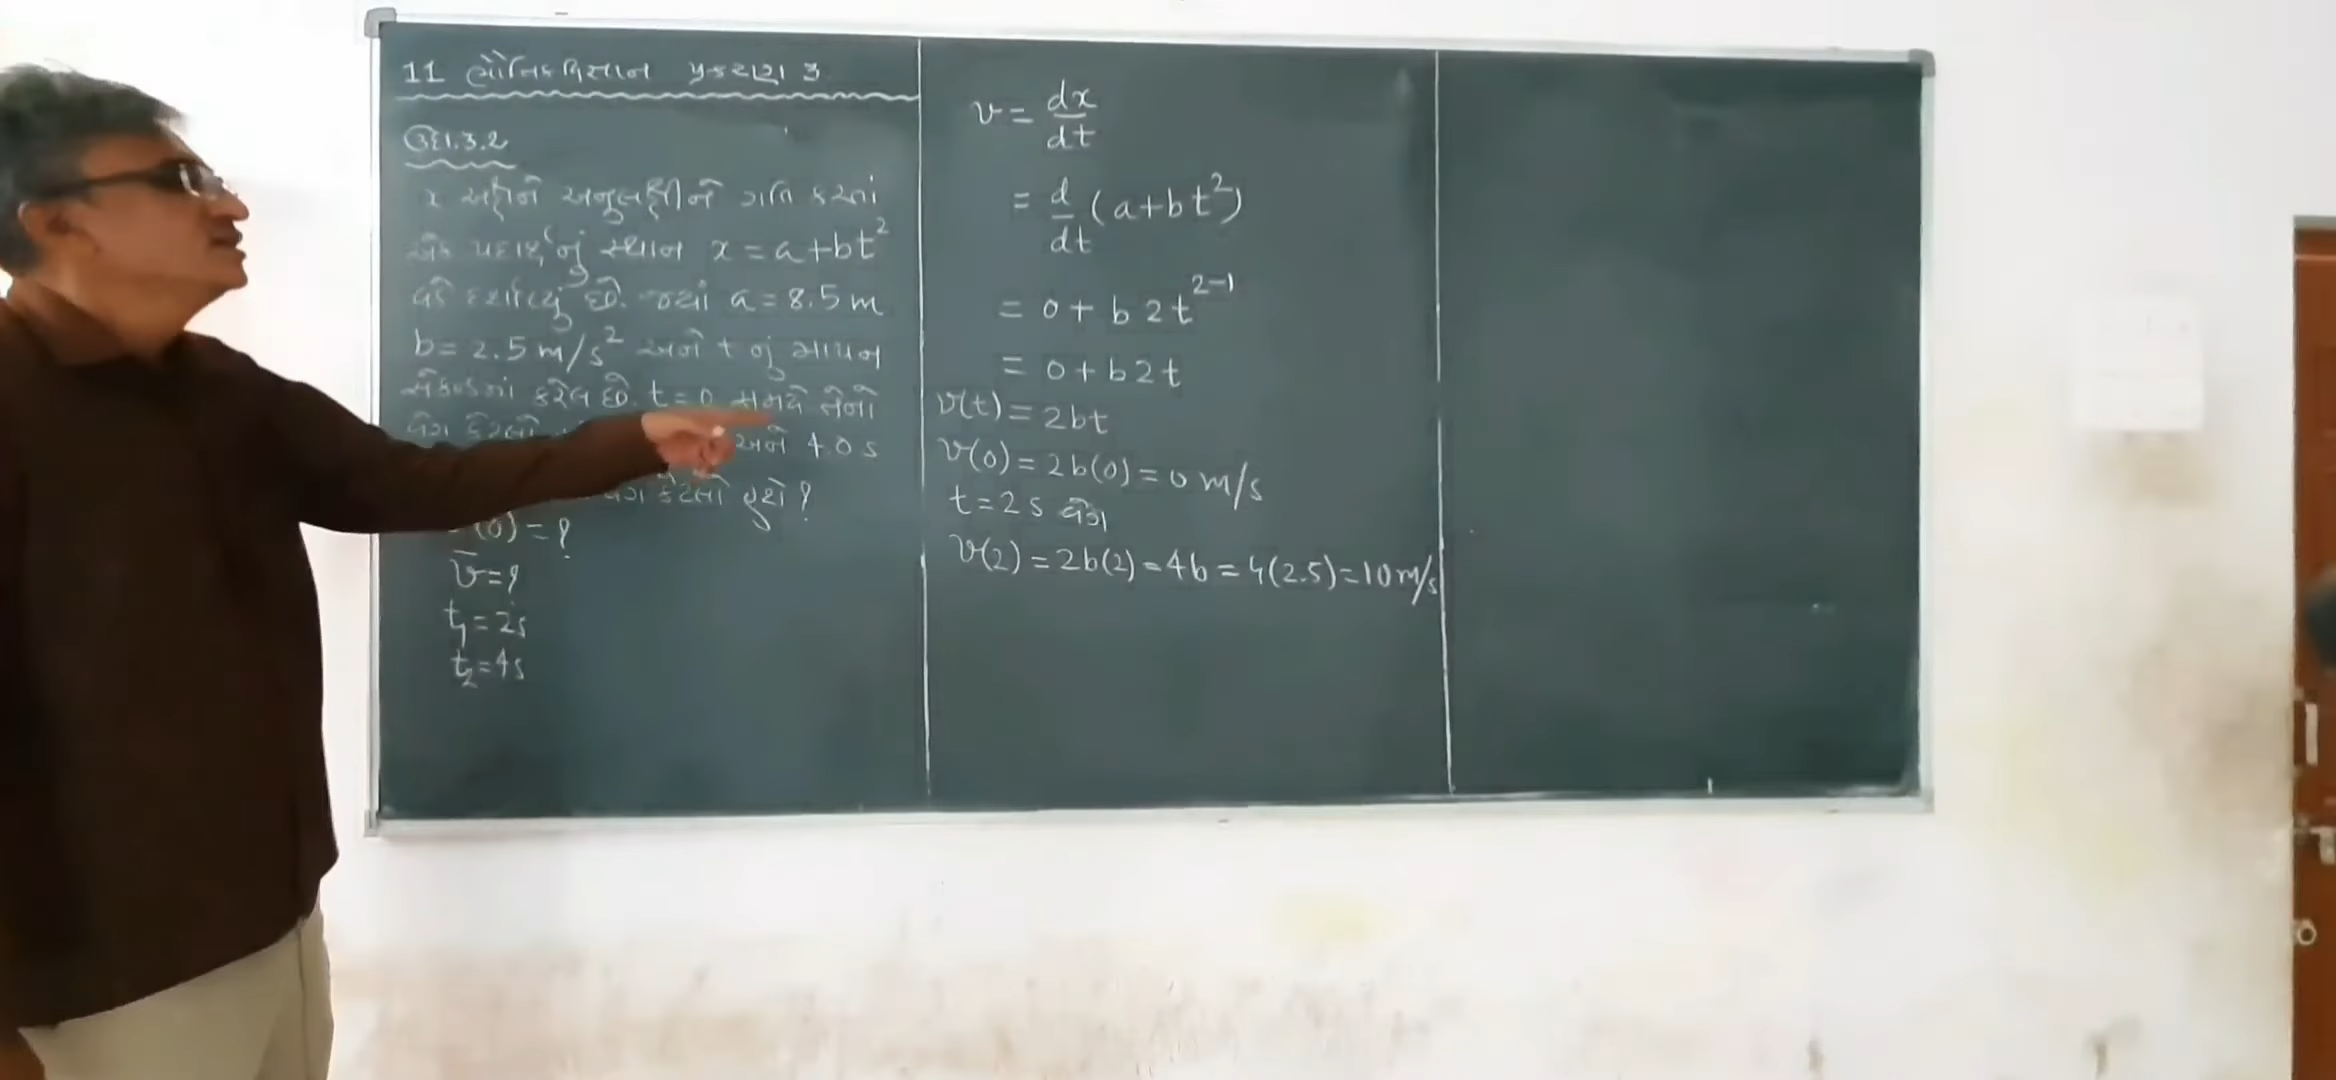 11 ભૌતિકવિજ્ઞાન પ્રકરણ 3
ઉદા.3.2
x અક્ષને અનુલક્ષીને ગતિ કરતાં
એક પદાર્થનું સ્થાન x = a + bt²
વડે દર્શાવ્યું છે. જ્યાં a = 8.5 m
b = 2.5 m/s² અને t નું માપન
સેકન્ડમાં કરેલ છે. t = 0 સમયે તેનો
વેગ કેટલો અને 4.0 s
વેગ કેટલો હશે?
(0) = ?
v̄ = ?
t₁ = 2s
t₂ = 4s
v = dx/dt
= d/dt (a + bt²)
= 0 + b 2 t²⁻¹
= 0 + b 2 t
v(t) = 2bt
v(0) = 2b(0) = 0 m/s
t = 2 s વેગ
v(2) = 2b(2) = 4b = 4(2.5) = 10 m/s